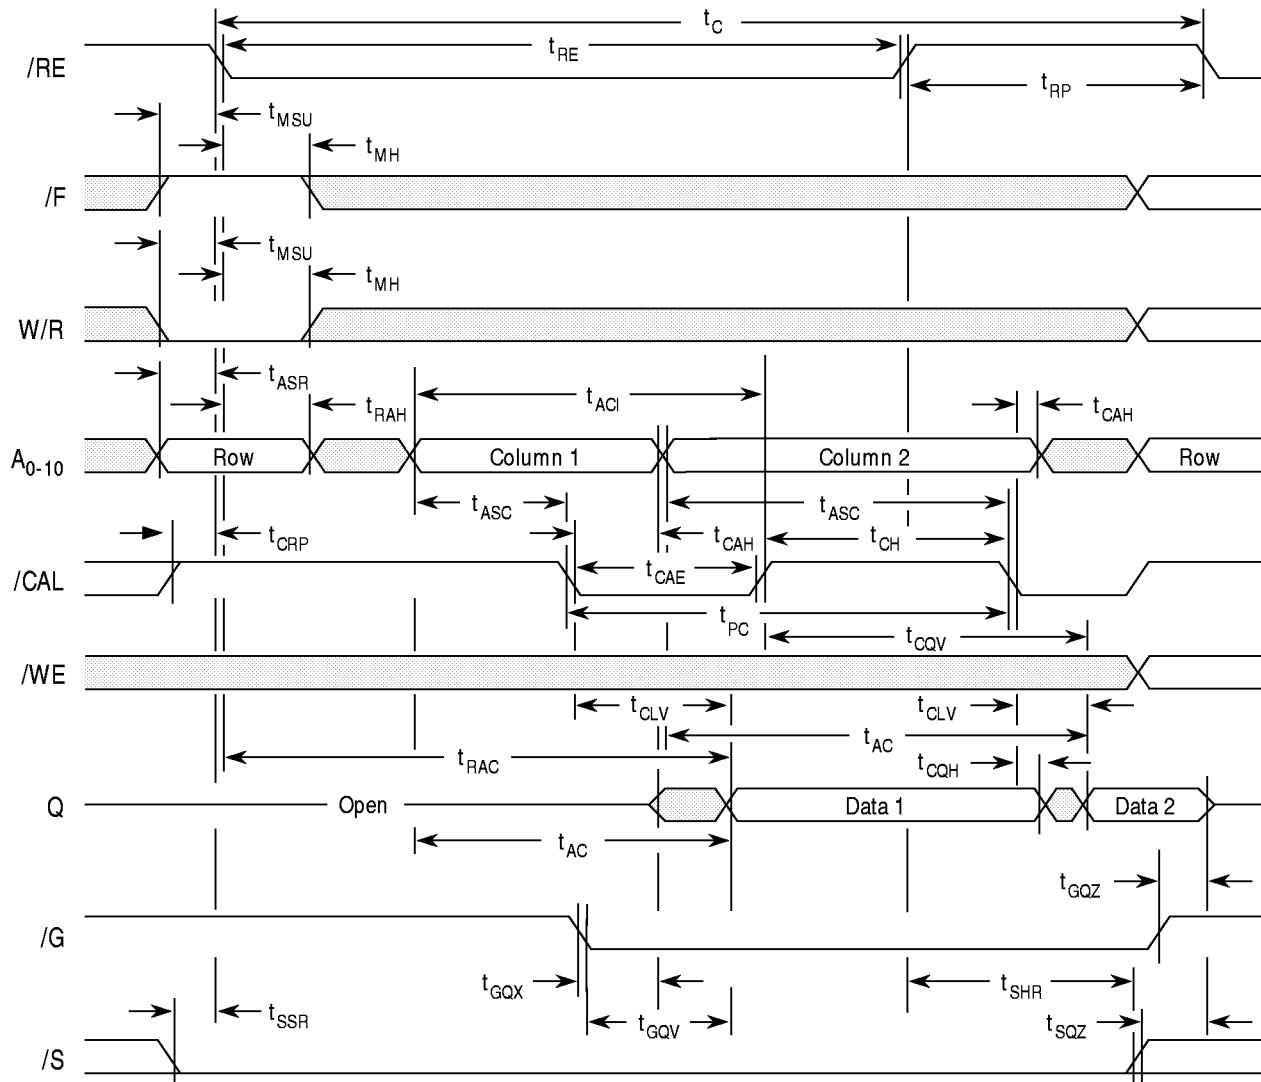 t_C
t_RE
/RE
t_RP
t_MSU
t_MH
/F
t_MSU
t_MH
W/R
t_ASR
t_RAH
t_ACI
t_CAH
A_0-10
Row
Column 1
Column 2
Row
t_ASC
t_ASC
t_CRP
t_CAH
t_CH
/CAL
t_CAE
t_PC
t_CQV
/WE
t_CLV
t_CLV
t_AC
t_RAC
t_CQH
Q
Open
Data 1
Data 2
t_AC
t_GQZ
/G
t_GQX
t_SHR
t_SSR
t_GQV
t_SQZ
/S